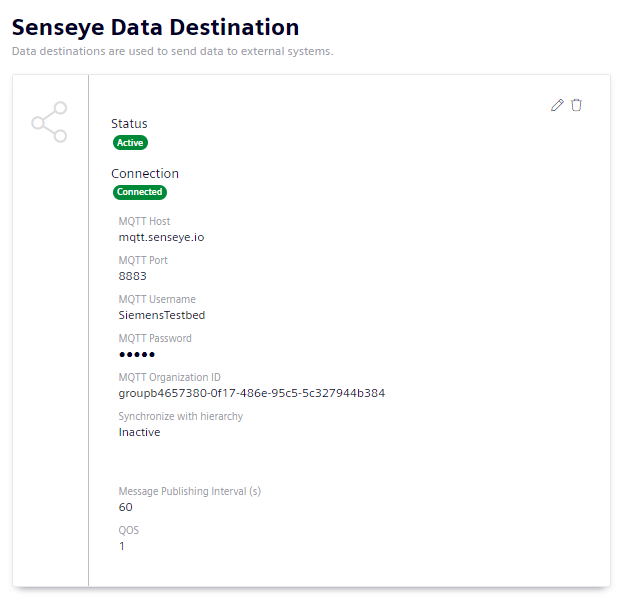 Senseye Data Destination
Data destinations are used to send data to external systems.
Status
Active
Connection
Connected
MQTT Host
mqtt.senseye.io
MQTT Port
8883
MQTT Username
SiemensTestbed
MQTT Password
●●●●●
MQTT Organization ID
groupb4657380-0f17-486e-95c5-5c327944b384
Synchronize with hierarchy
Inactive
Message Publishing Interval (s)
60
QOS
1